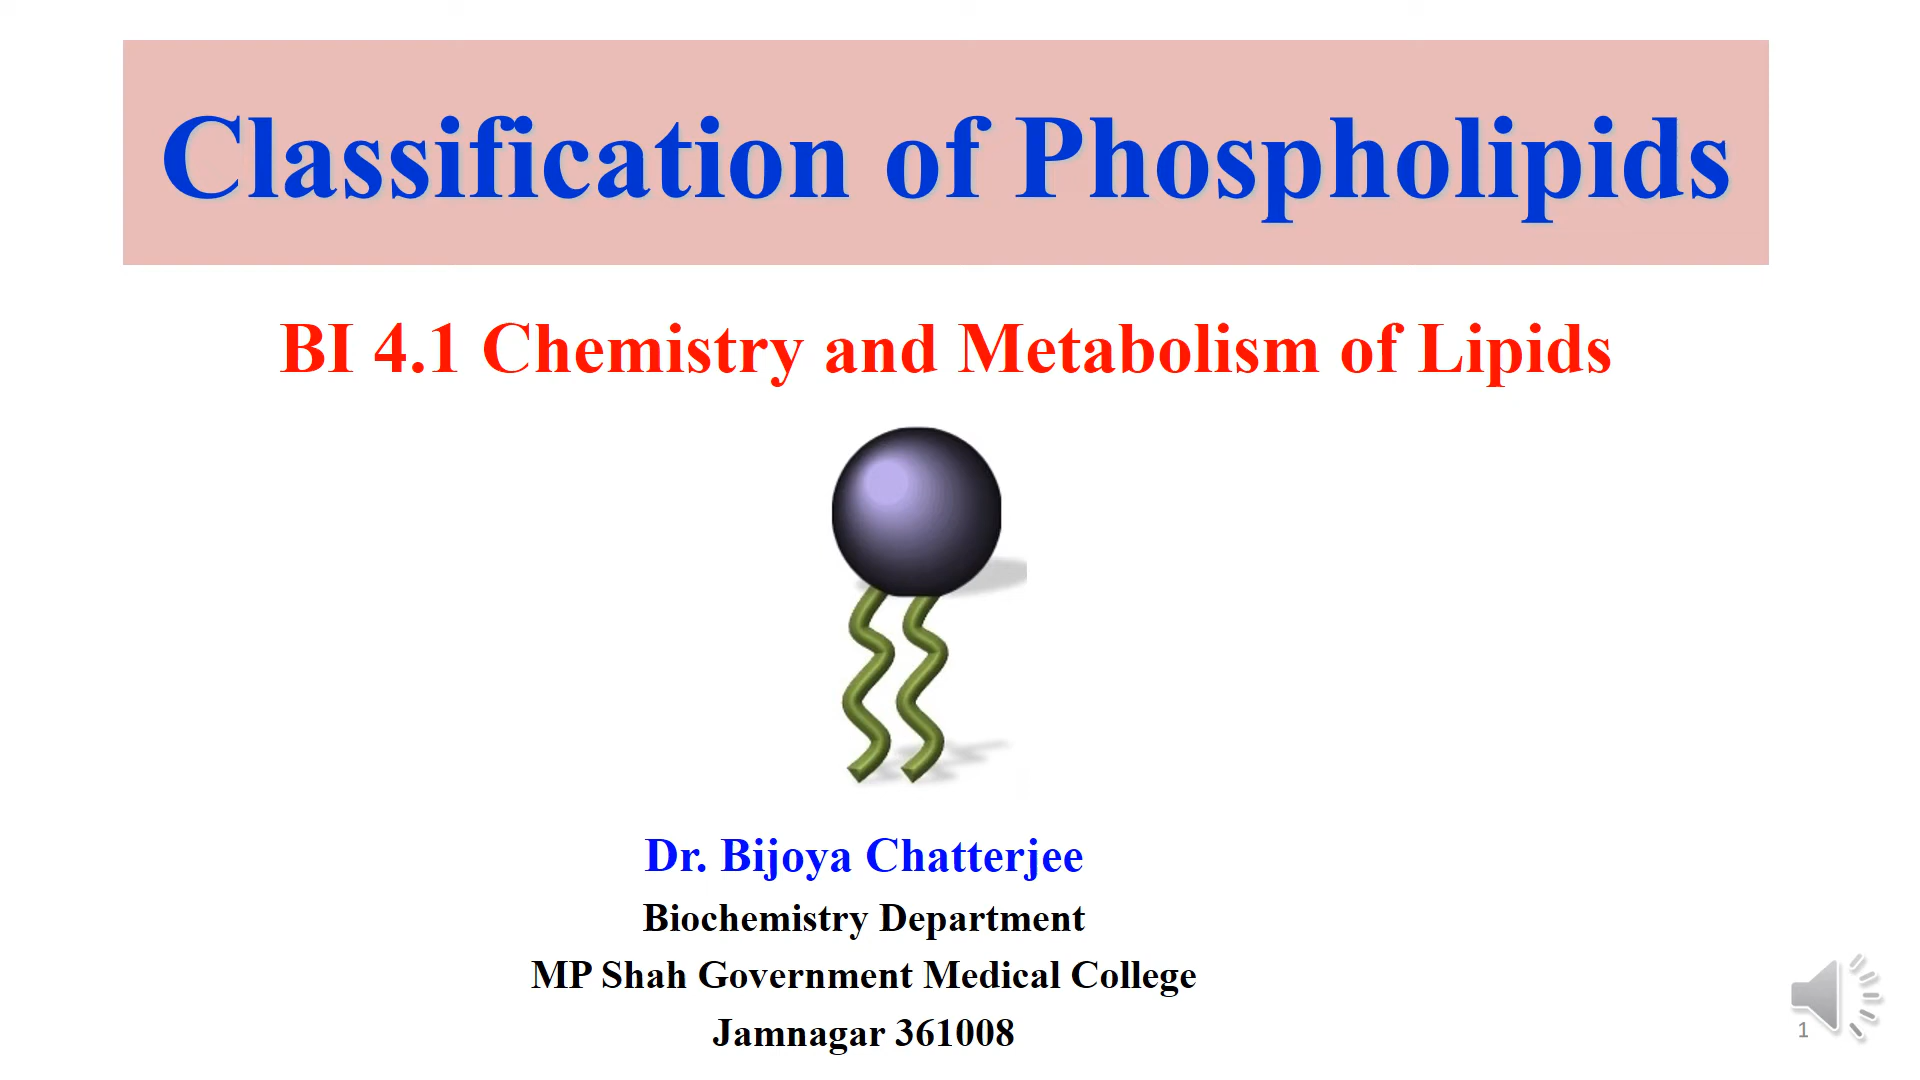 Classification of Phospholipids
BI 4.1 Chemistry and Metabolism of Lipids
Dr. Bijoya Chatterjee
Biochemistry Department
MP Shah Government Medical College
Jamnagar 361008
1